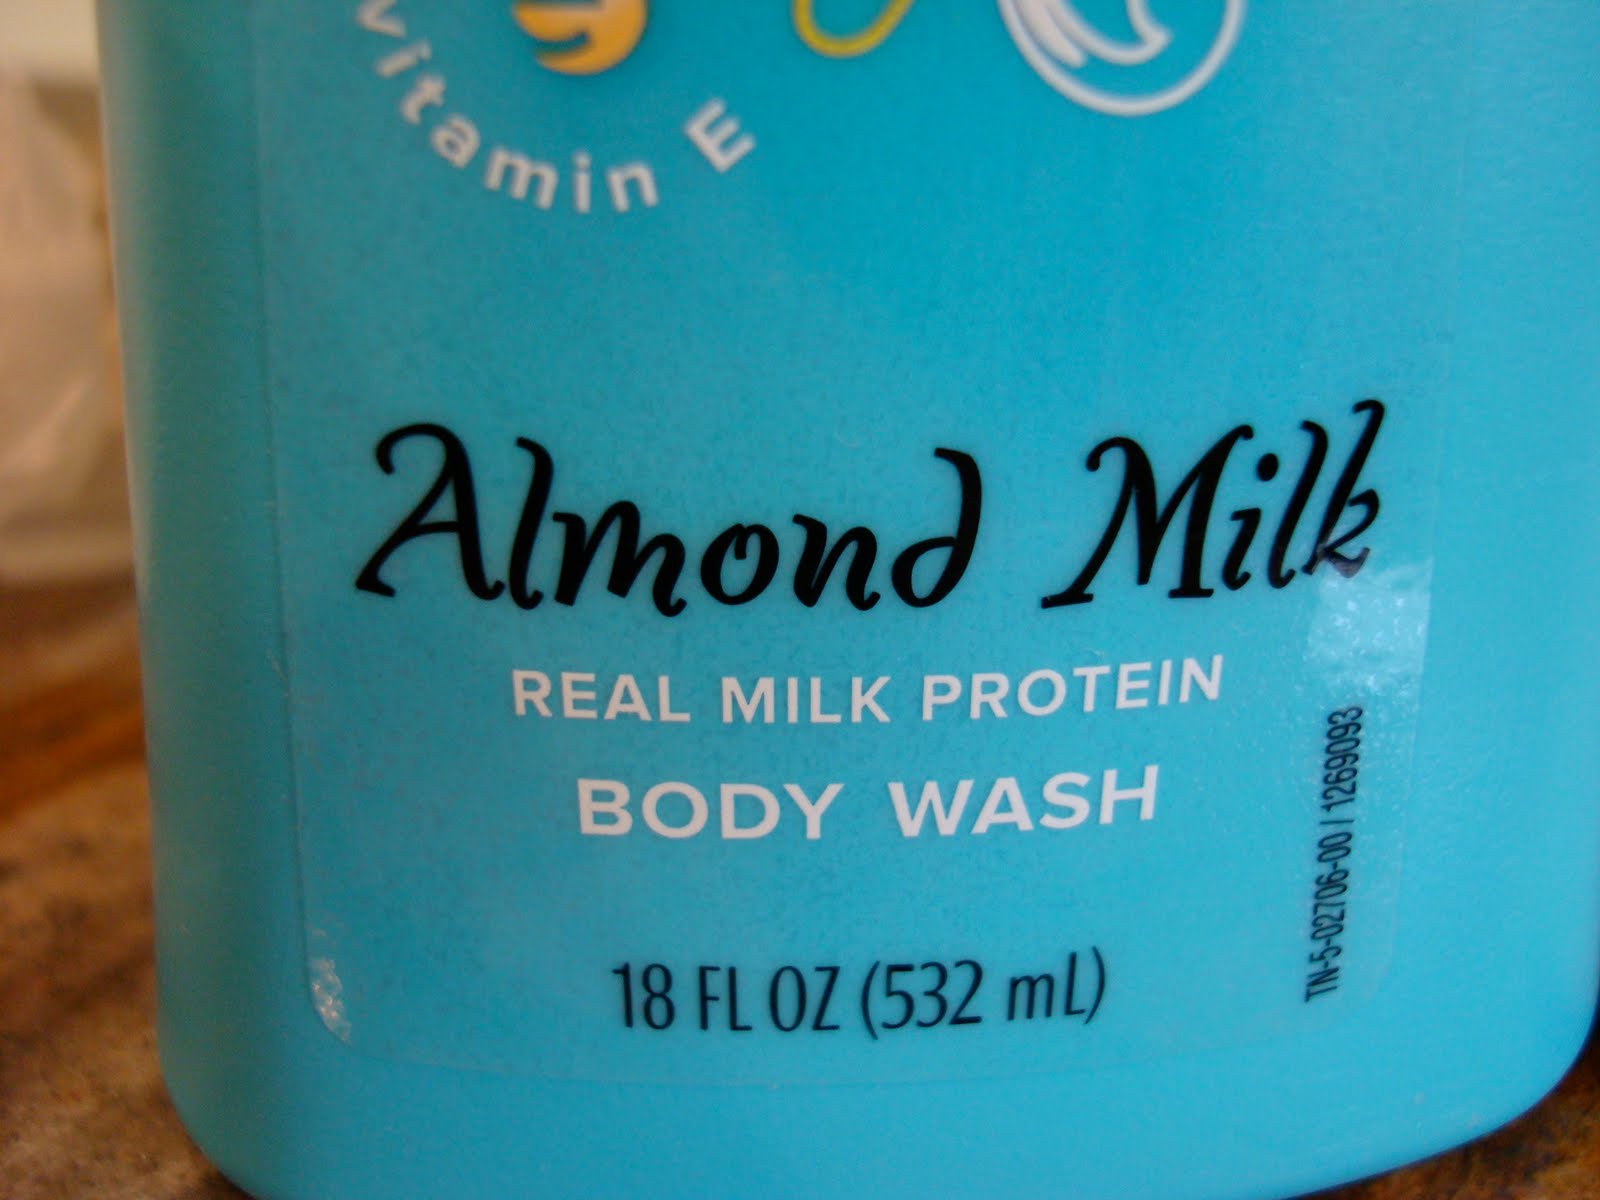 vitamin E
Almond Milk
REAL MILK PROTEIN
BODY WASH
18 FL OZ (532 mL)
TN-5-02706-00 / 1269093